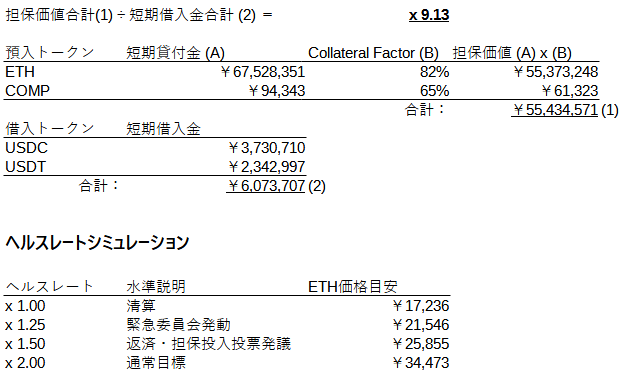 担保価値合計(1) ÷ 短期借入金合計 (2) = x 9.13
預入トークン 短期貸付金 (A) Collateral Factor (B) 担保価値 (A) x (B)
ETH ￥67,528,351 82% ￥55,373,248
COMP ￥94,343 65% ￥61,323
合計： ￥55,434,571 (1)
借入トークン 短期借入金
USDC ￥3,730,710
USDT ￥2,342,997
合計： ￥6,073,707 (2)
ヘルスレートシミュレーション
ヘルスレート 水準説明 ETH価格目安
x 1.00 清算 ￥17,236
x 1.25 緊急委員会発動 ￥21,546
x 1.50 返済・担保投入投票発議 ￥25,855
x 2.00 通常目標 ￥34,473